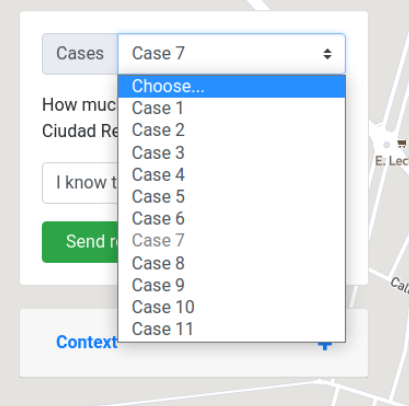 Cases Case 7
Choose...
Case 1
How muc
Case 2
Ciudad Re
Case 3
Case 4
I know t
Case 5
Case 6
Case 7
Send r
Case 8
Case 9
Case 10
Case 11
Context +
E. Lec
Cal